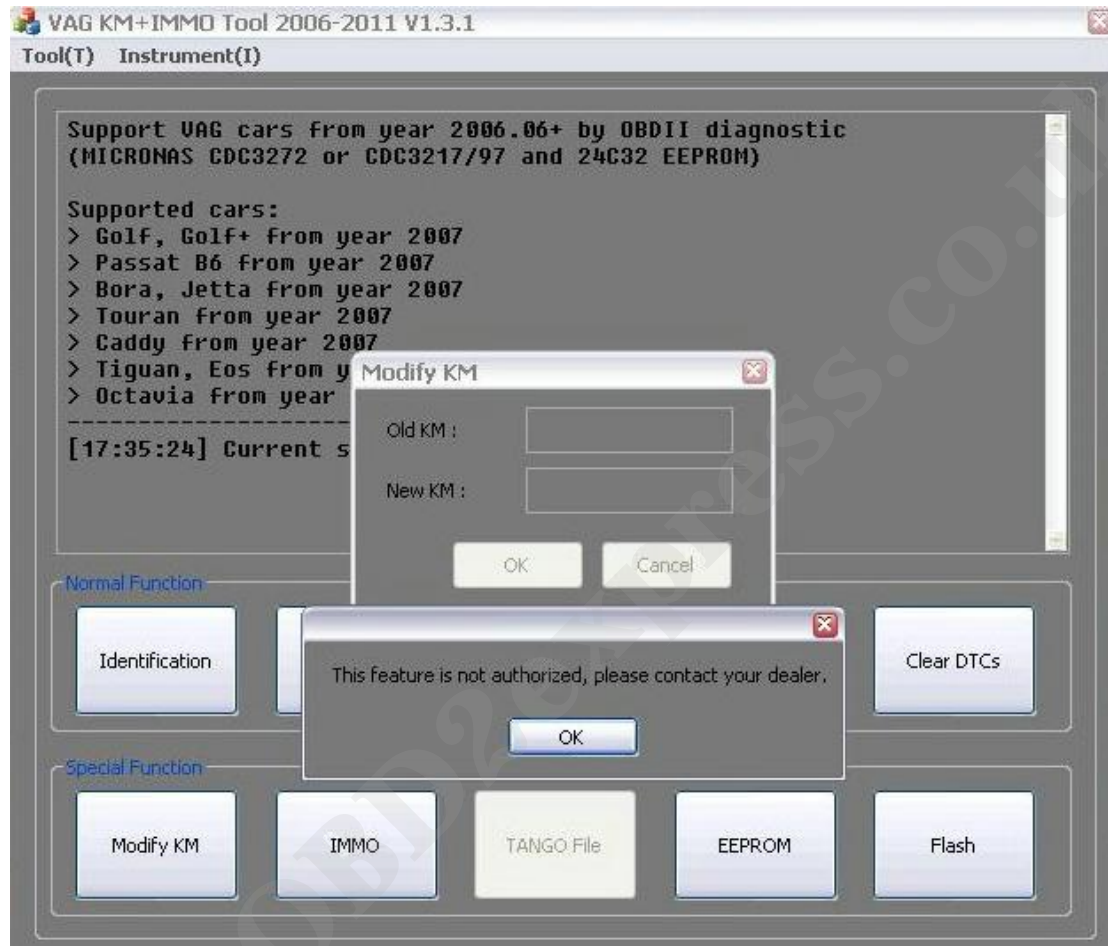 VAG KM+IMMO Tool 2006-2011 V1.3.1
Tool(T) Instrument(I)
Support VAG cars from year 2006.06+ by OBDII diagnostic
(MICRONAS CDC3272 or CDC3217/97 and 24C32 EEPROM)
Supported cars:
> Golf, Golf+ from year 2007
> Passat B6 from year 2007
> Bora, Jetta from year 2007
> Touran from year 2007
> Caddy from year 2007
> Tiguan, Eos from y
> Octavia from year
--------------------
[17:35:24] Current s
Modify KM
Old KM :
New KM :
OK Cancel
Normal Function
Identification
Clear DTCs
This feature is not authorized, please contact your dealer.
OK
Special Function
Modify KM IMMO TANGO File EEPROM Flash
OBD2express.co.uk